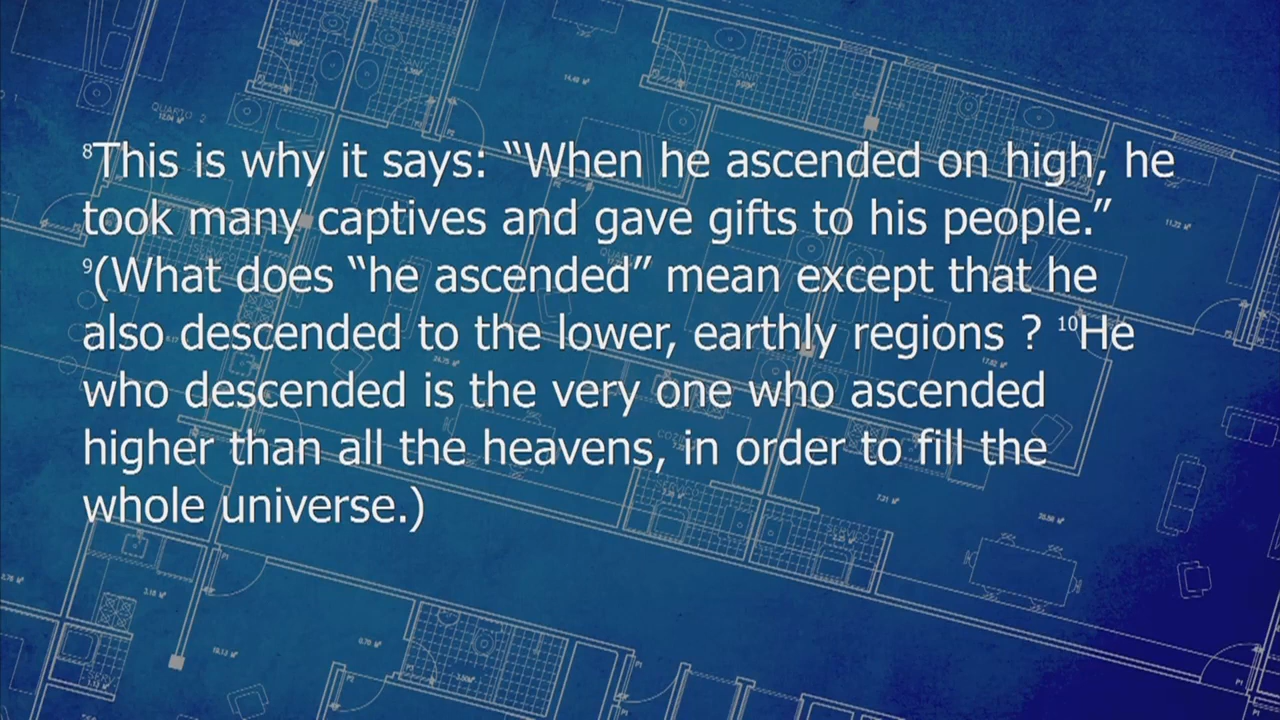 ⁸This is why it says: “When he ascended on high, he
took many captives and gave gifts to his people.”
⁹(What does “he ascended” mean except that he
also descended to the lower, earthly regions ? ¹⁰He
who descended is the very one who ascended
higher than all the heavens, in order to fill the
whole universe.)
QUARTO 2